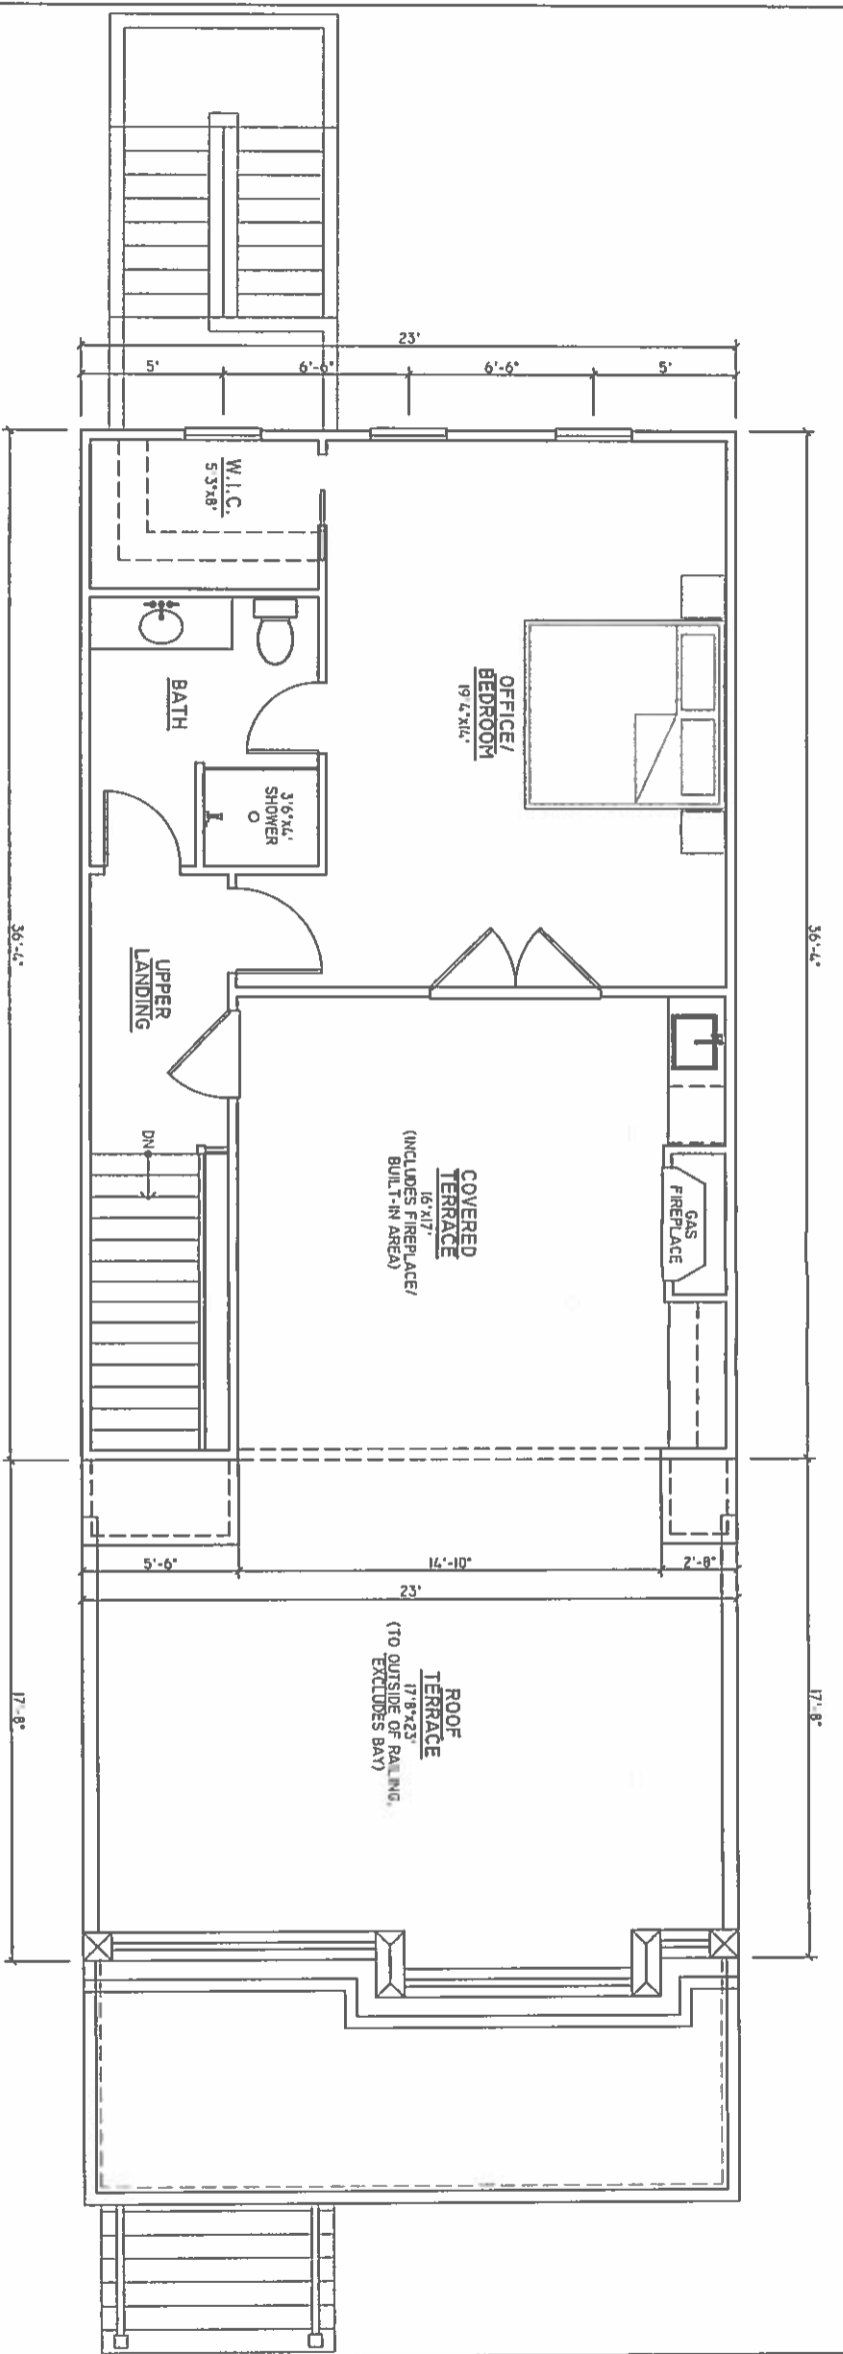 23'
5'
6'-6"
6'-6"
5'
36'-4"
36'-4"
W.I.C.
5'3"x8'
OFFICE/
BEDROOM
19'4"x14'
BATH
3'6"x4'
SHOWER
UPPER
LANDING
DN
COVERED
TERRACE
16'x17'
(INCLUDES FIREPLACE/
BUILT-IN AREA)
GAS
FIREPLACE
5'-6"
14'-10"
2'-8"
23'
17'-8"
17'-8"
ROOF
TERRACE
17'8"x23'
(TO OUTSIDE OF RAILING,
EXCLUDES BAY)